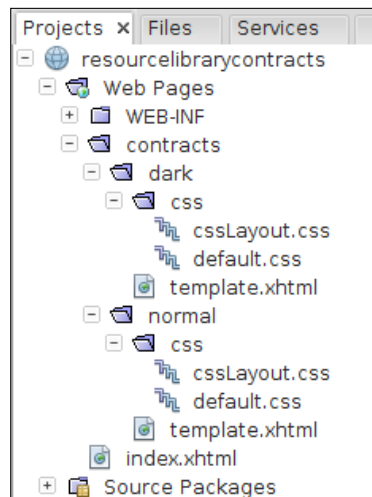 Projects × Files Services
resourcelibrarycontracts
Web Pages
WEB-INF
contracts
dark
css
cssLayout.css
default.css
template.xhtml
normal
css
cssLayout.css
default.css
template.xhtml
index.xhtml
Source Packages